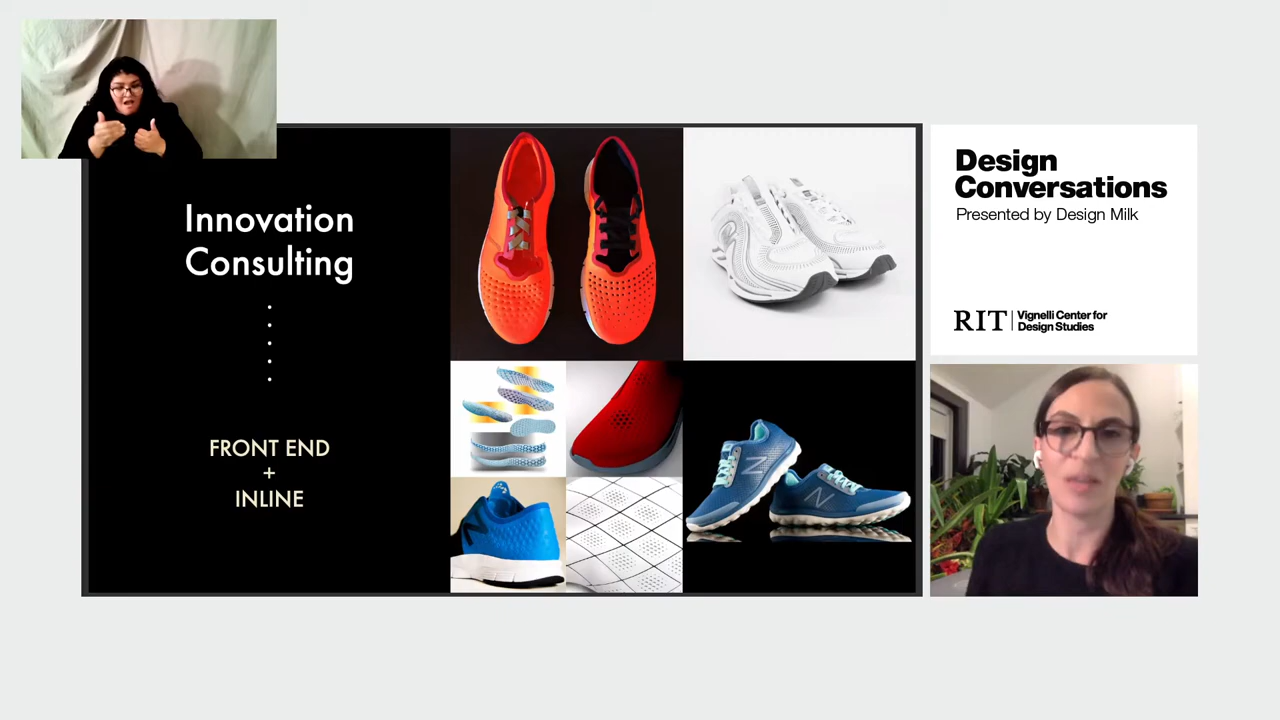 Innovation
Consulting
FRONT END
+
INLINE
Design
Conversations
Presented by Design Milk
RIT | Vignelli Center for
Design Studies